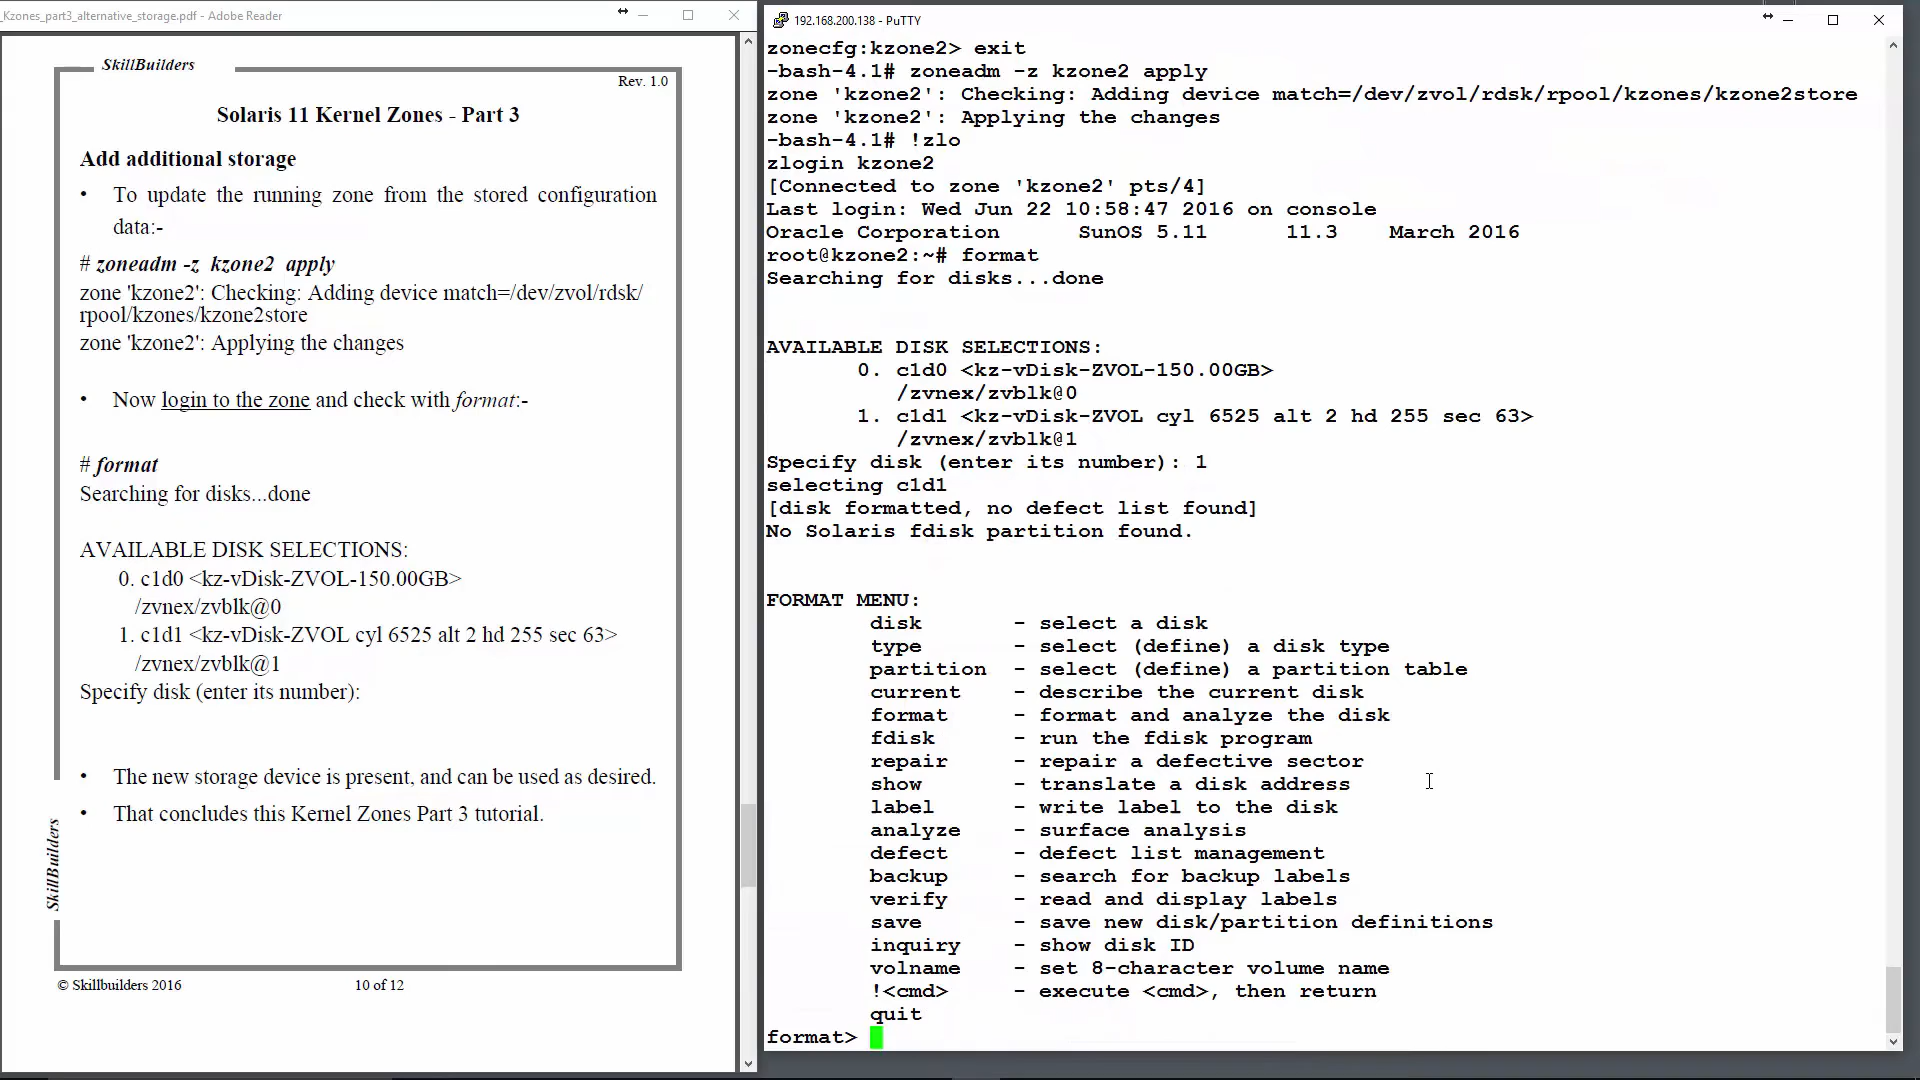 _Kzones_part3_alternative_storage.pdf - Adobe Reader
SkillBuilders
Rev. 1.0
Solaris 11 Kernel Zones - Part 3
Add additional storage
• To update the running zone from the stored configuration
data:-
# zoneadm -z kzone2 apply
zone 'kzone2': Checking: Adding device match=/dev/zvol/rdsk/
rpool/kzones/kzone2store
zone 'kzone2': Applying the changes
• Now login to the zone and check with format:-
# format
Searching for disks...done
AVAILABLE DISK SELECTIONS:
0. c1d0 <kz-vDisk-ZVOL-150.00GB>
/zvnex/zvblk@0
1. c1d1 <kz-vDisk-ZVOL cyl 6525 alt 2 hd 255 sec 63>
/zvnex/zvblk@1
Specify disk (enter its number):
• The new storage device is present, and can be used as desired.
• That concludes this Kernel Zones Part 3 tutorial.
SkillBuilders
© Skillbuilders 2016
10 of 12
192.168.200.138 - PuTTY
zonecfg:kzone2> exit
-bash-4.1# zoneadm -z kzone2 apply
zone 'kzone2': Checking: Adding device match=/dev/zvol/rdsk/rpool/kzones/kzone2store
zone 'kzone2': Applying the changes
-bash-4.1# !zlo
zlogin kzone2
[Connected to zone 'kzone2' pts/4]
Last login: Wed Jun 22 10:58:47 2016 on console
Oracle Corporation      SunOS 5.11      11.3    March 2016
root@kzone2:~# format
Searching for disks...done
AVAILABLE DISK SELECTIONS:
0. c1d0 <kz-vDisk-ZVOL-150.00GB>
/zvnex/zvblk@0
1. c1d1 <kz-vDisk-ZVOL cyl 6525 alt 2 hd 255 sec 63>
/zvnex/zvblk@1
Specify disk (enter its number): 1
selecting c1d1
[disk formatted, no defect list found]
No Solaris fdisk partition found.
FORMAT MENU:
disk       - select a disk
type       - select (define) a disk type
partition  - select (define) a partition table
current    - describe the current disk
format     - format and analyze the disk
fdisk      - run the fdisk program
repair     - repair a defective sector
show       - translate a disk address
label      - write label to the disk
analyze    - surface analysis
defect     - defect list management
backup     - search for backup labels
verify     - read and display labels
save       - save new disk/partition definitions
inquiry    - show disk ID
volname    - set 8-character volume name
!<cmd>     - execute <cmd>, then return
quit
format>